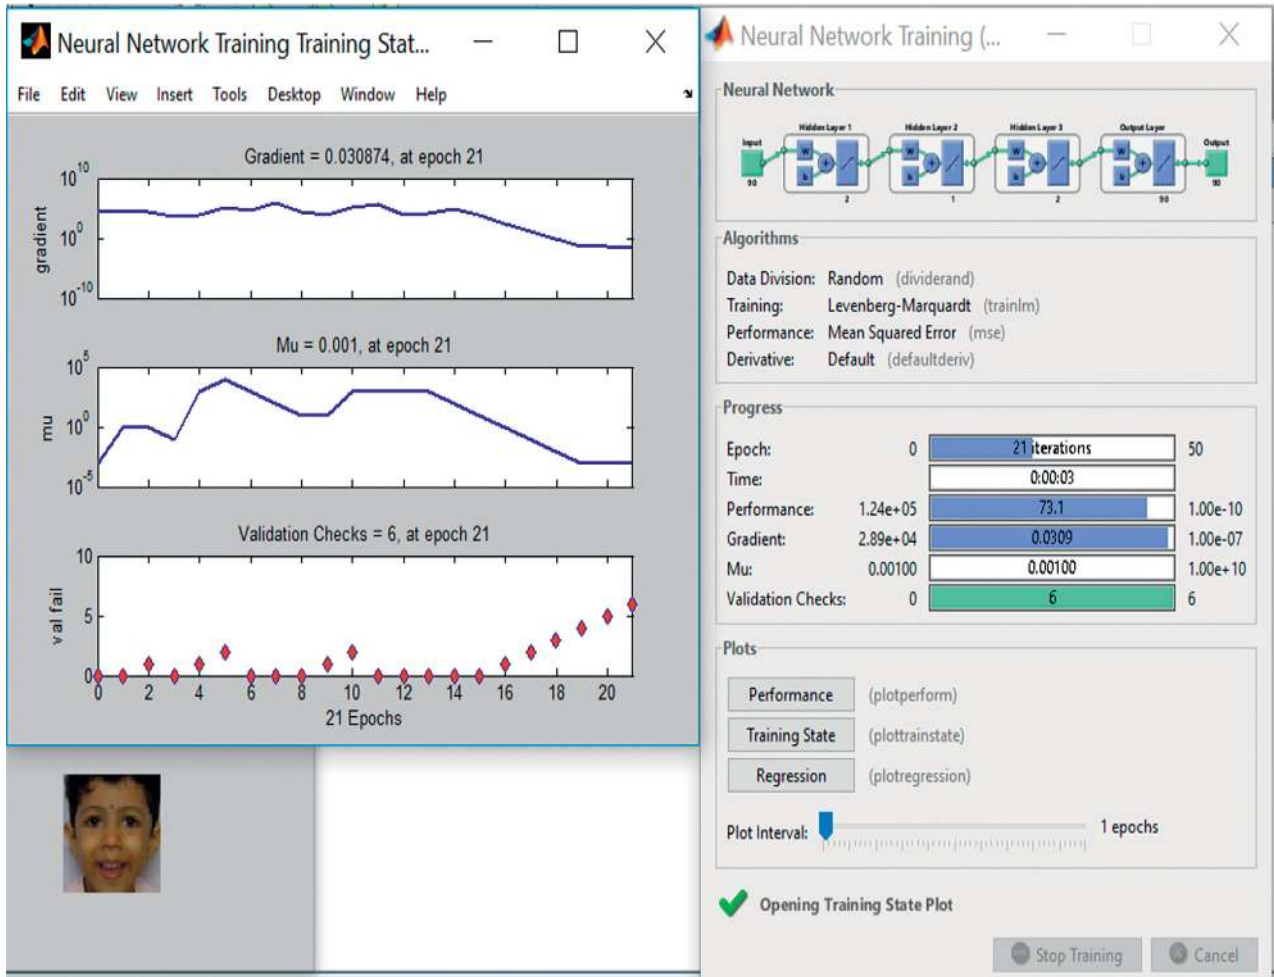 Neural Network Training Training Stat...
File Edit View Insert Tools Desktop Window Help
Gradient = 0.030874, at epoch 21
10^10
10^0
10^-10
gradient
Mu = 0.001, at epoch 21
10^5
10^0
10^-5
mu
Validation Checks = 6, at epoch 21
10
5
0
val fail
0 2 4 6 8 10 12 14 16 18 20
21 Epochs
Neural Network Training (...
Neural Network
Hidden Layer 1 Hidden Layer 2 Hidden Layer 3 Output Layer
Input Output
W W W W
b b b b
+ + + +
90 90
2 1 2 90
Algorithms
Data Division: Random (dividerand)
Training: Levenberg-Marquardt (trainlm)
Performance: Mean Squared Error (mse)
Derivative: Default (defaultderiv)
Progress
Epoch: 0 21 iterations 50
Time: 0:00:03
Performance: 1.24e+05 73.1 1.00e-10
Gradient: 2.89e+04 0.0309 1.00e-07
Mu: 0.00100 0.00100 1.00e+10
Validation Checks: 0 6 6
Plots
Performance (plotperform)
Training State (plottrainstate)
Regression (plotregression)
Plot Interval: 1 epochs
Opening Training State Plot
Stop Training Cancel